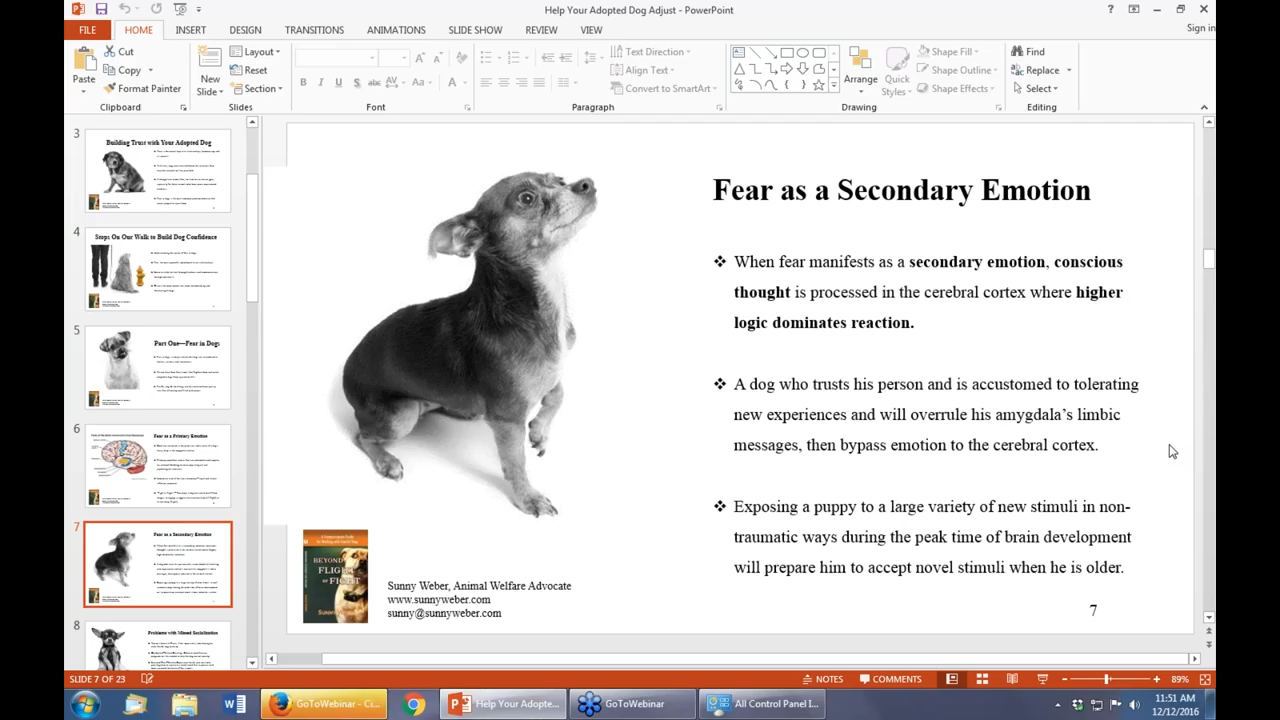 Help Your Adopted Dog Adjust - PowerPoint
Sign in
FILE HOME INSERT DESIGN TRANSITIONS ANIMATIONS SLIDE SHOW REVIEW VIEW
Paste
Cut
Copy
Format Painter
New
Slide
Layout
Reset
Section
B I U S abc AV Aa A
Text Direction
Align Text
Convert to SmartArt
Arrange
Quick
Styles
Shape Fill
Shape Outline
Shape Effects
Find
Replace
Select
Clipboard Slides Font Paragraph Drawing Editing
3
Building Trust with Your Adopted Dog
4
Stops On Our Walk to Build Dog Confidence
5
Part One—Fear in Dogs
6
Fear as a Primary Emotion
7
Fear as a Secondary Emotion
8
Problems with Missed Socialization
Fear as a Secondary Emotion
When fear manifests as a secondary emotion, conscious
thought is processed in the cerebral cortex where higher
logic dominates reaction.
A dog who trusts his person and is accustomed to tolerating
new experiences and will overrule his amygdala's limbic
messages, then bypass emotion to the cerebral cortex.
Exposing a puppy to a large variety of new stimuli in non-
traumatic ways during the 8-16 week time of brain development
will prepare him to accept novel stimuli when he is older.
BEYOND
FLIGHT
OR FIGHT
Sunny Weber, Animal Welfare Advocate
www.sunnyweber.com
sunny@sunnyweber.com
7
SLIDE 7 OF 23
NOTES COMMENTS 89%
GoToWebinar - Ci...
Help Your Adopte...
GoToWebinar
All Control Panel I...
11:51 AM
12/12/2016